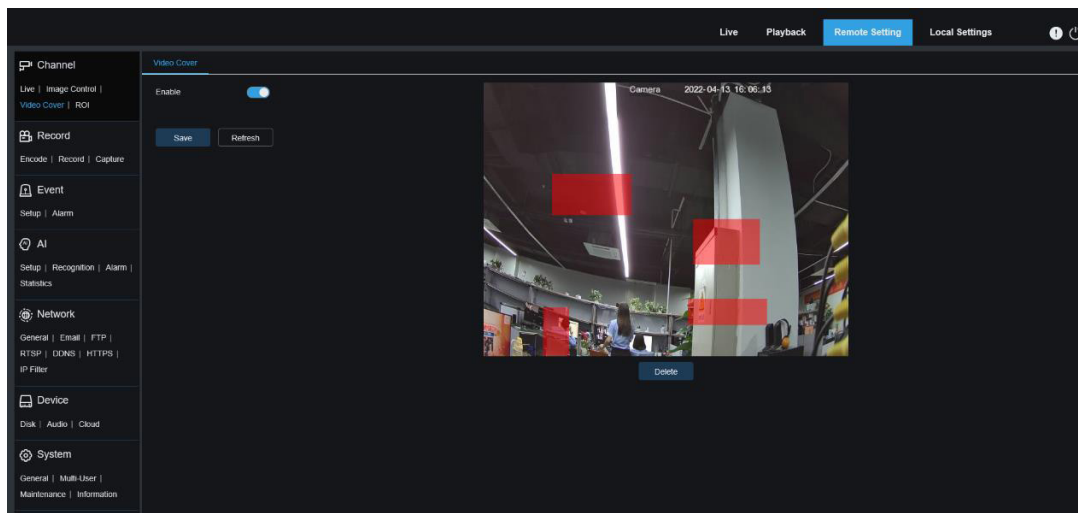 Live Playback Remote Setting Local Settings
Channel
Live | Image Control |
Video Cover | ROI
Record
Encode | Record | Capture
Event
Setup | Alarm
AI
Setup | Recognition | Alarm |
Statistics
Network
General | Email | FTP |
RTSP | DDNS | HTTPS |
IP Filter
Device
Disk | Audio | Cloud
System
General | Multi-User |
Maintenance | Information
Video Cover
Enable
Save Refresh
Camera 2022-04-13 16:06:13
Delete